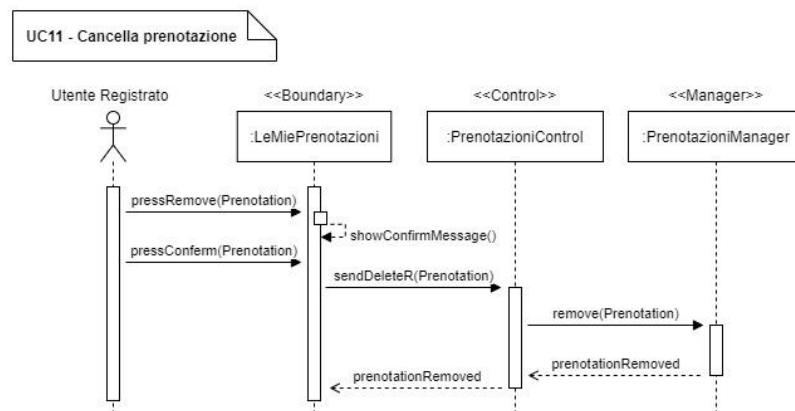 UC11 - Cancella prenotazione
Utente Registrato
<<Boundary>>
<<Control>>
<<Manager>>
:LeMiePrenotazioni
:PrenotazioniControl
:PrenotazioniManager
pressRemove(Prenotation)
showConfirmMessage()
pressConferm(Prenotation)
sendDeleteR(Prenotation)
remove(Prenotation)
prenotationRemoved
prenotationRemoved